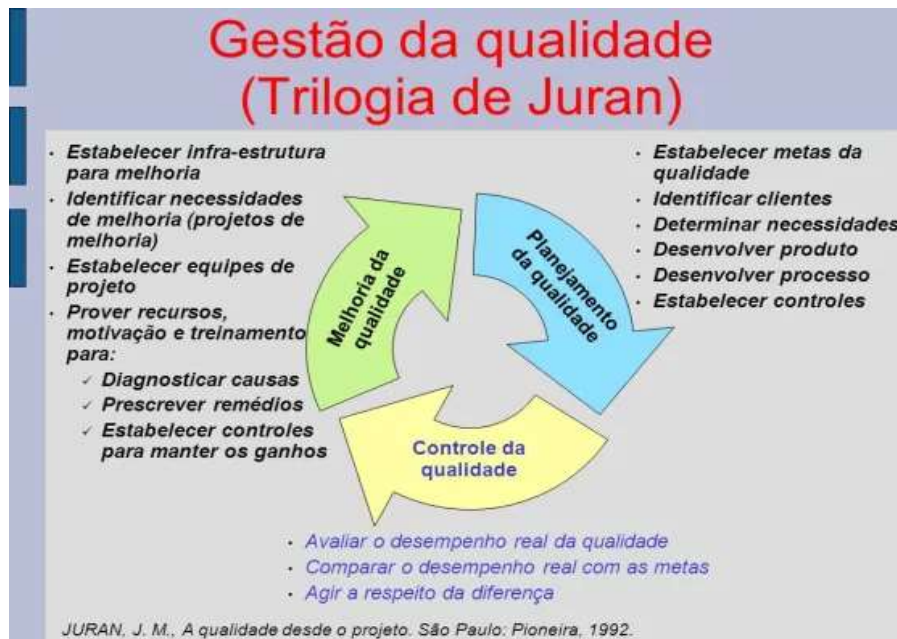 Gestão da qualidade
(Trilogia de Juran)
• Estabelecer infra-estrutura
para melhoria
• Identificar necessidades
de melhoria (projetos de
melhoria)
• Estabelecer equipes de
projeto
• Prover recursos,
motivação e treinamento
para:
✓ Diagnosticar causas
✓ Prescrever remédios
✓ Estabelecer controles
para manter os ganhos
Melhoria da
qualidade
Planejamento
da qualidade
• Estabelecer metas da
qualidade
• Identificar clientes
• Determinar necessidades
• Desenvolver produto
• Desenvolver processo
• Estabelecer controles
Controle da
qualidade
• Avaliar o desempenho real da qualidade
• Comparar o desempenho real com as metas
• Agir a respeito da diferença
JURAN, J. M., A qualidade desde o projeto. São Paulo: Pioneira, 1992.